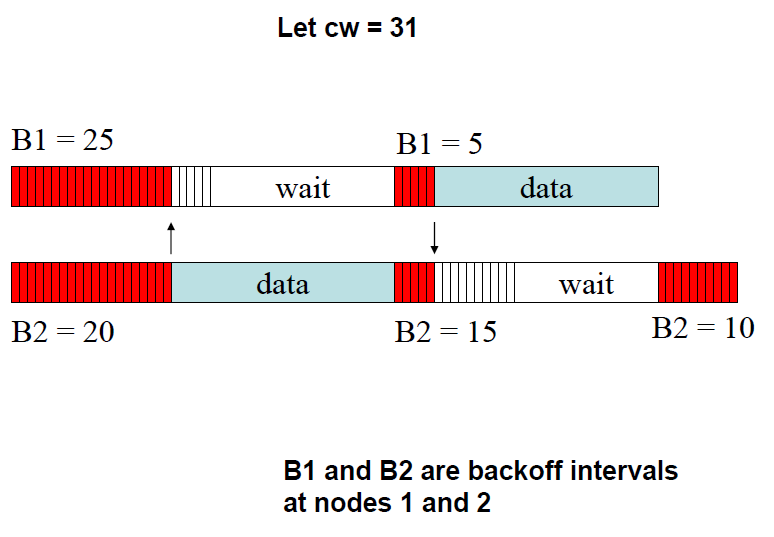 Let cw = 31
B1 = 25
B1 = 5
wait
data
data
wait
B2 = 20
B2 = 15
B2 = 10
B1 and B2 are backoff intervals
at nodes 1 and 2